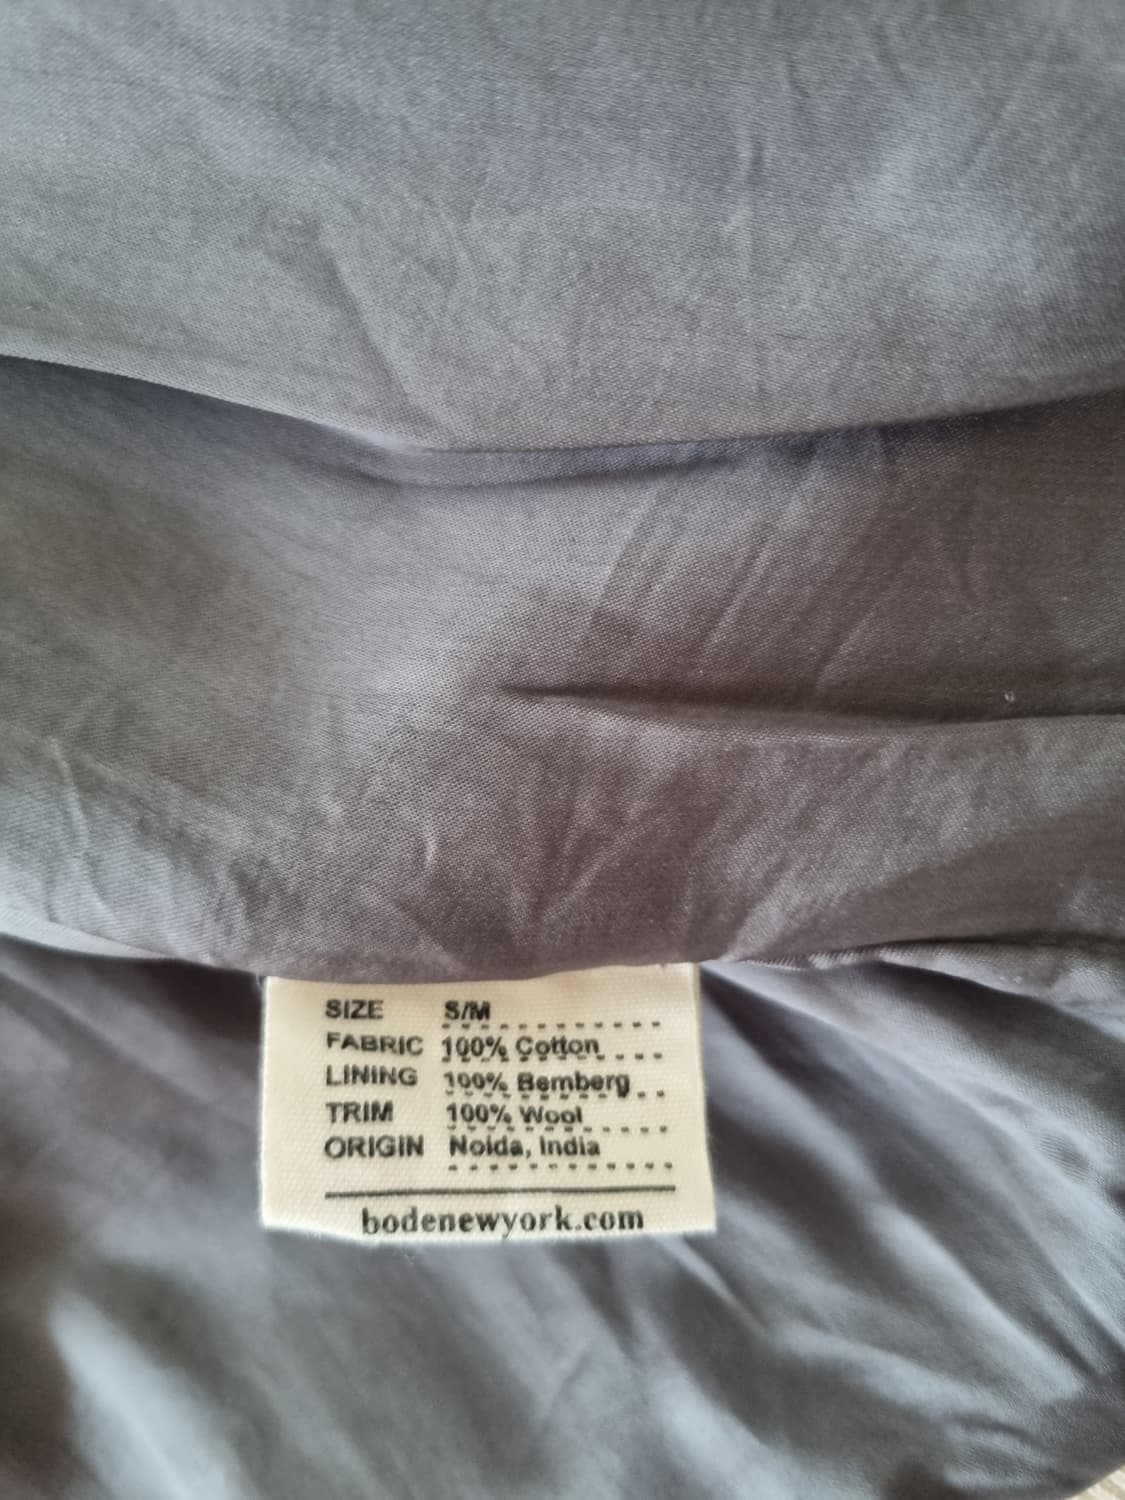 SIZE S/M
FABRIC 100% Cotton
LINING 100% Bemberg
TRIM 100% Wool
ORIGIN Noida, India
bodenewyork.com